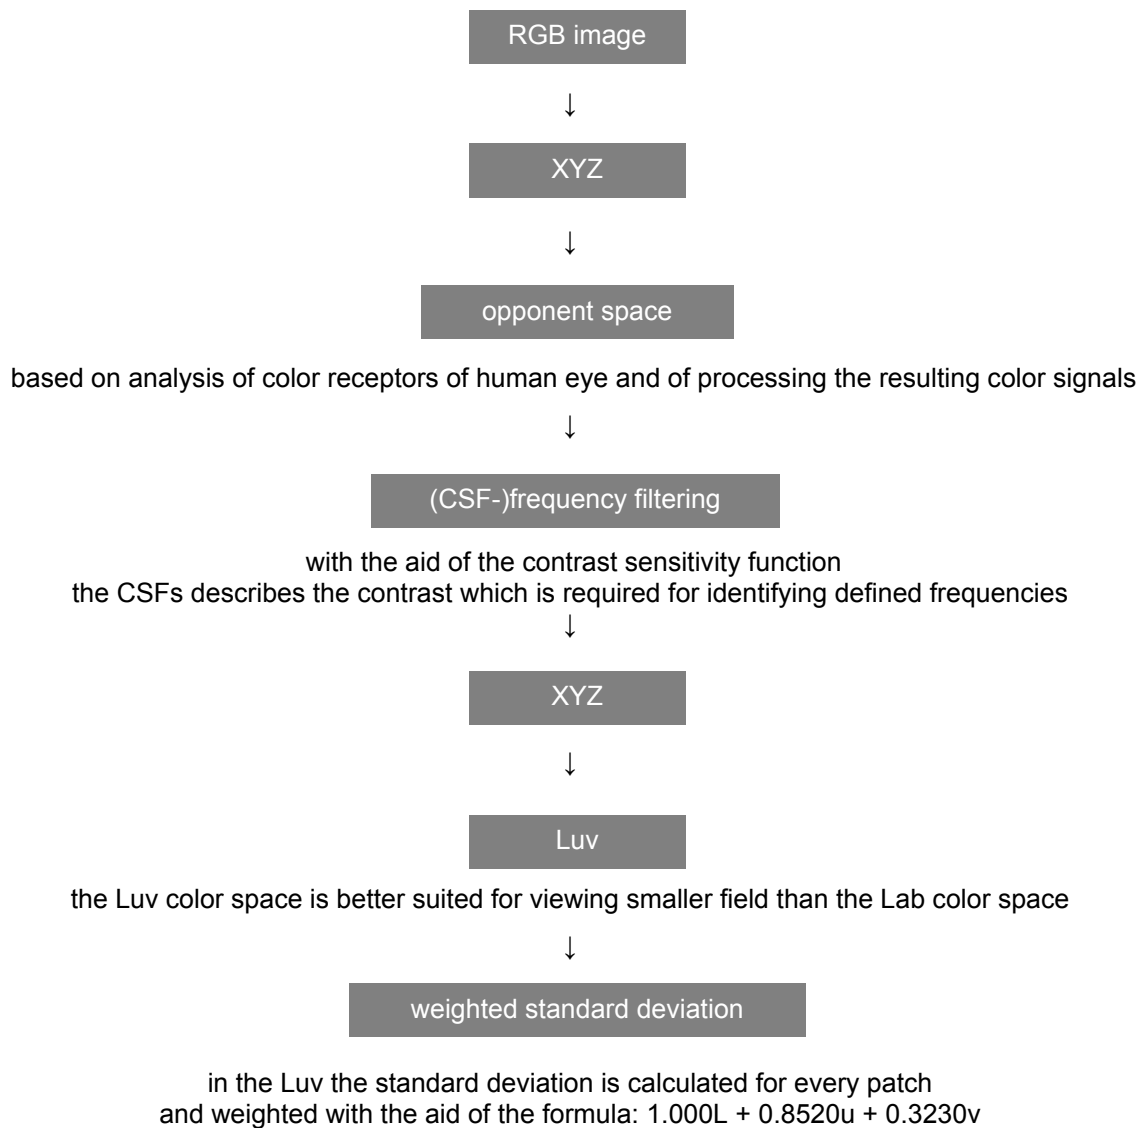 RGB image
↓
XYZ
↓
opponent space
based on analysis of color receptors of human eye and of processing the resulting color signals
↓
(CSF-)frequency filtering
with the aid of the contrast sensitivity function
the CSFs describes the contrast which is required for identifying defined frequencies
↓
XYZ
↓
Luv
the Luv color space is better suited for viewing smaller field than the Lab color space
↓
weighted standard deviation
in the Luv the standard deviation is calculated for every patch
and weighted with the aid of the formula: 1.000L + 0.8520u + 0.3230v